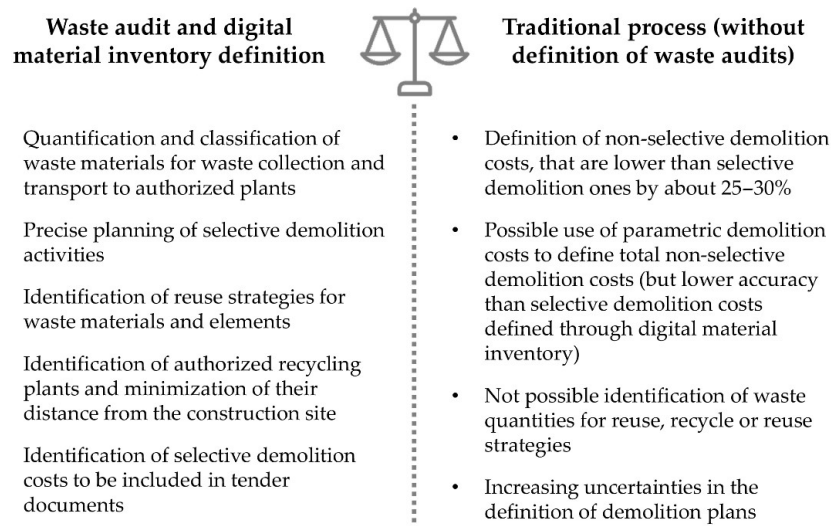 Waste audit and digital
material inventory definition
Quantification and classification of
waste materials for waste collection and
transport to authorized plants
Precise planning of selective demolition
activities
Identification of reuse strategies for
waste materials and elements
Identification of authorized recycling
plants and minimization of their
distance from the construction site
Identification of selective demolition
costs to be included in tender
documents
Traditional process (without
definition of waste audits)
• Definition of non-selective demolition
costs, that are lower than selective
demolition ones by about 25–30%
• Possible use of parametric demolition
costs to define total non-selective
demolition costs (but lower accuracy
than selective demolition costs
defined through digital material
inventory)
• Not possible identification of waste
quantities for reuse, recycle or reuse
strategies
• Increasing uncertainties in the
definition of demolition plans